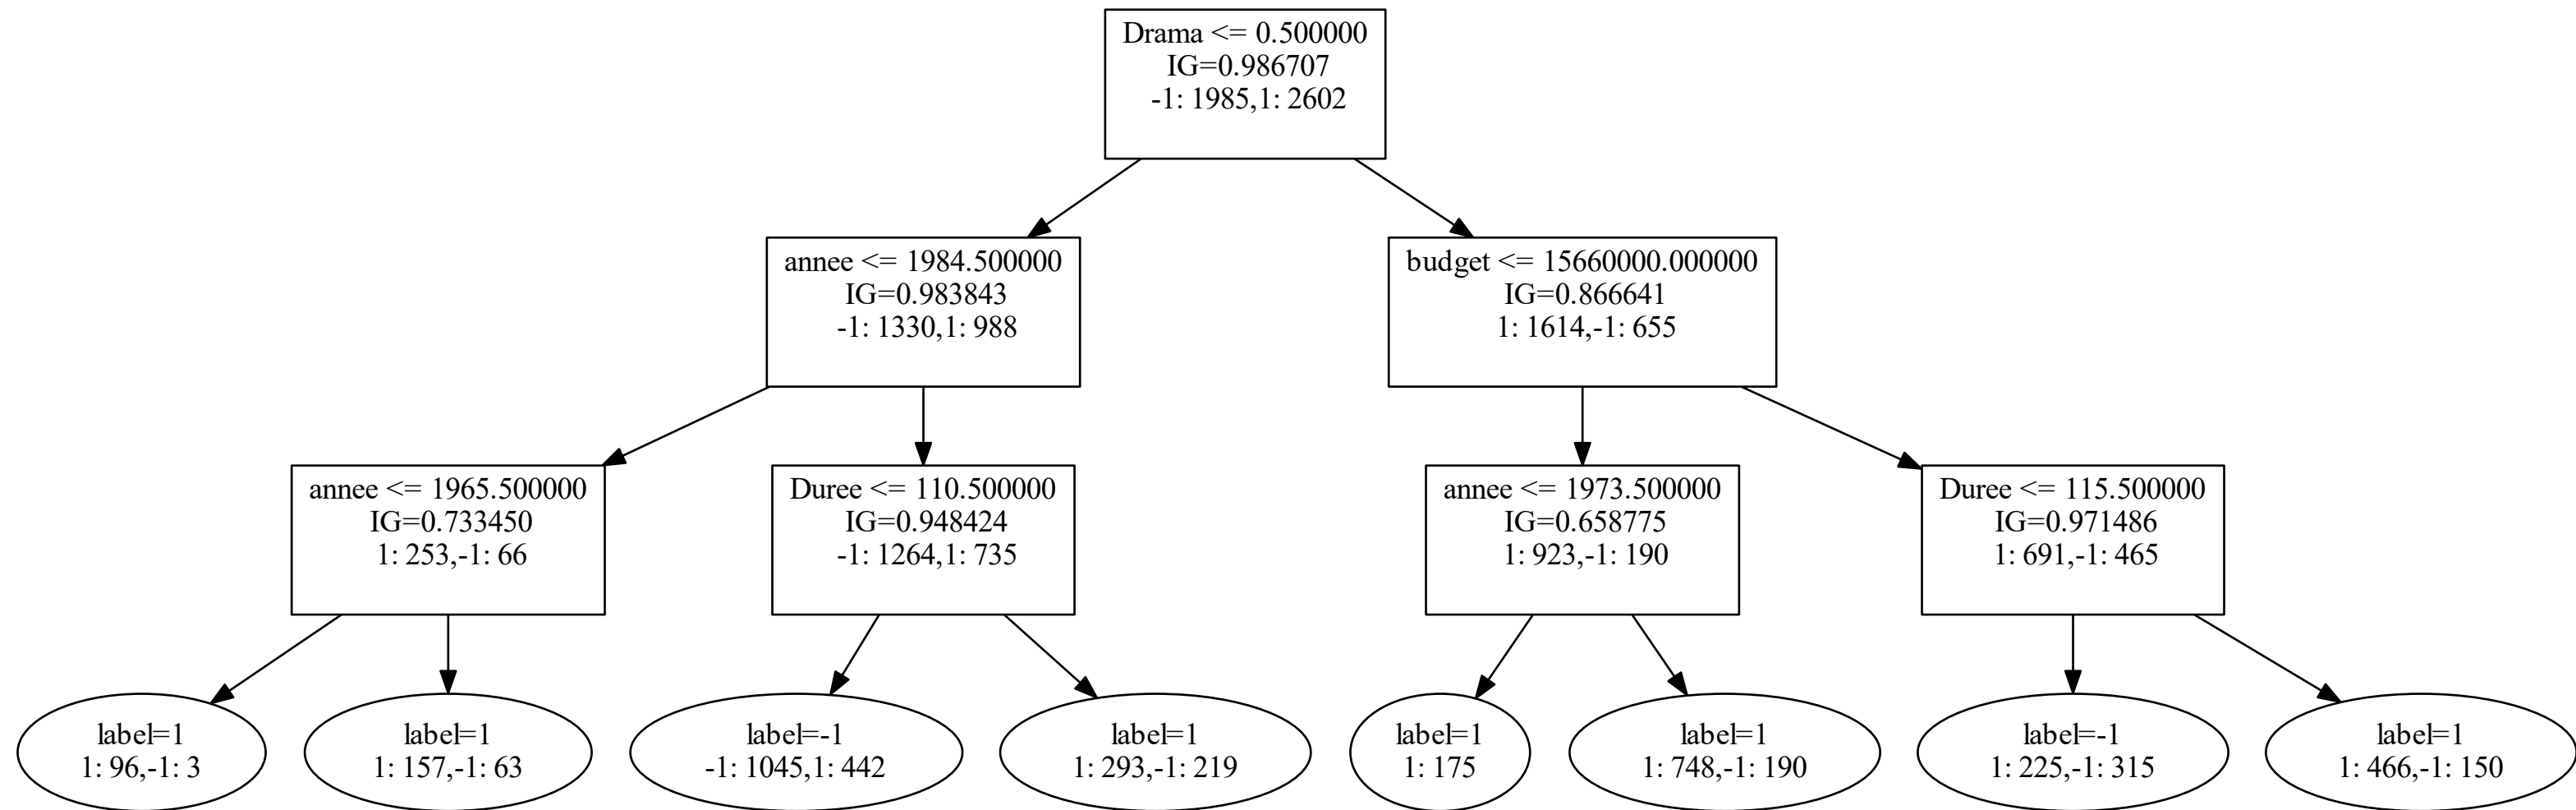 Drama <= 0.500000
IG=0.986707
-1: 1985,1: 2602
annee <= 1984.500000
IG=0.983843
-1: 1330,1: 988
budget <= 15660000.000000
IG=0.866641
1: 1614,-1: 655
annee <= 1965.500000
IG=0.733450
1: 253,-1: 66
Duree <= 110.500000
IG=0.948424
-1: 1264,1: 735
annee <= 1973.500000
IG=0.658775
1: 923,-1: 190
Duree <= 115.500000
IG=0.971486
1: 691,-1: 465
label=1
1: 96,-1: 3
label=1
1: 157,-1: 63
label=-1
-1: 1045,1: 442
label=1
1: 293,-1: 219
label=1
1: 175
label=1
1: 748,-1: 190
label=-1
1: 225,-1: 315
label=1
1: 466,-1: 150